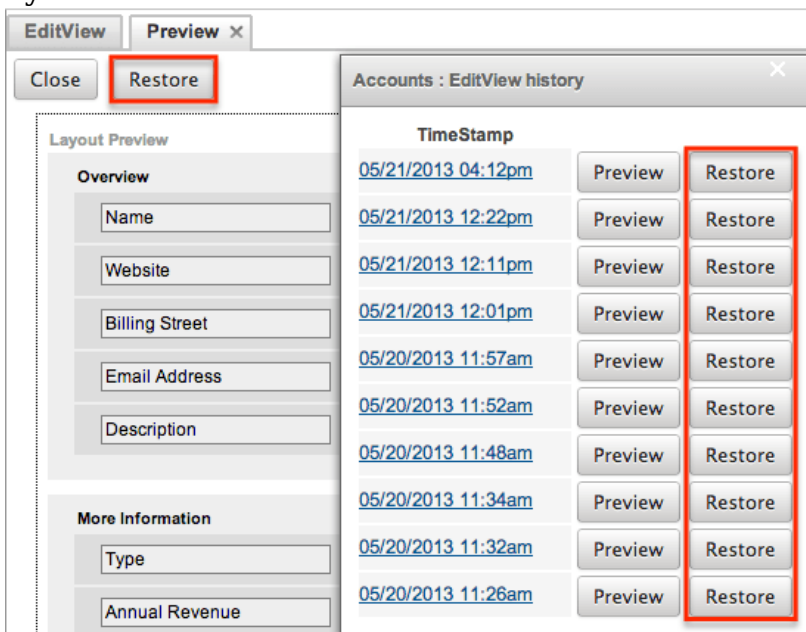 EditView Preview ×
Close Restore
Layout Preview
Overview
Name
Website
Billing Street
Email Address
Description
More Information
Type
Annual Revenue
Accounts : EditView history ×
TimeStamp
05/21/2013 04:12pm Preview Restore
05/21/2013 12:22pm Preview Restore
05/21/2013 12:11pm Preview Restore
05/21/2013 12:01pm Preview Restore
05/20/2013 11:57am Preview Restore
05/20/2013 11:52am Preview Restore
05/20/2013 11:48am Preview Restore
05/20/2013 11:34am Preview Restore
05/20/2013 11:32am Preview Restore
05/20/2013 11:26am Preview Restore